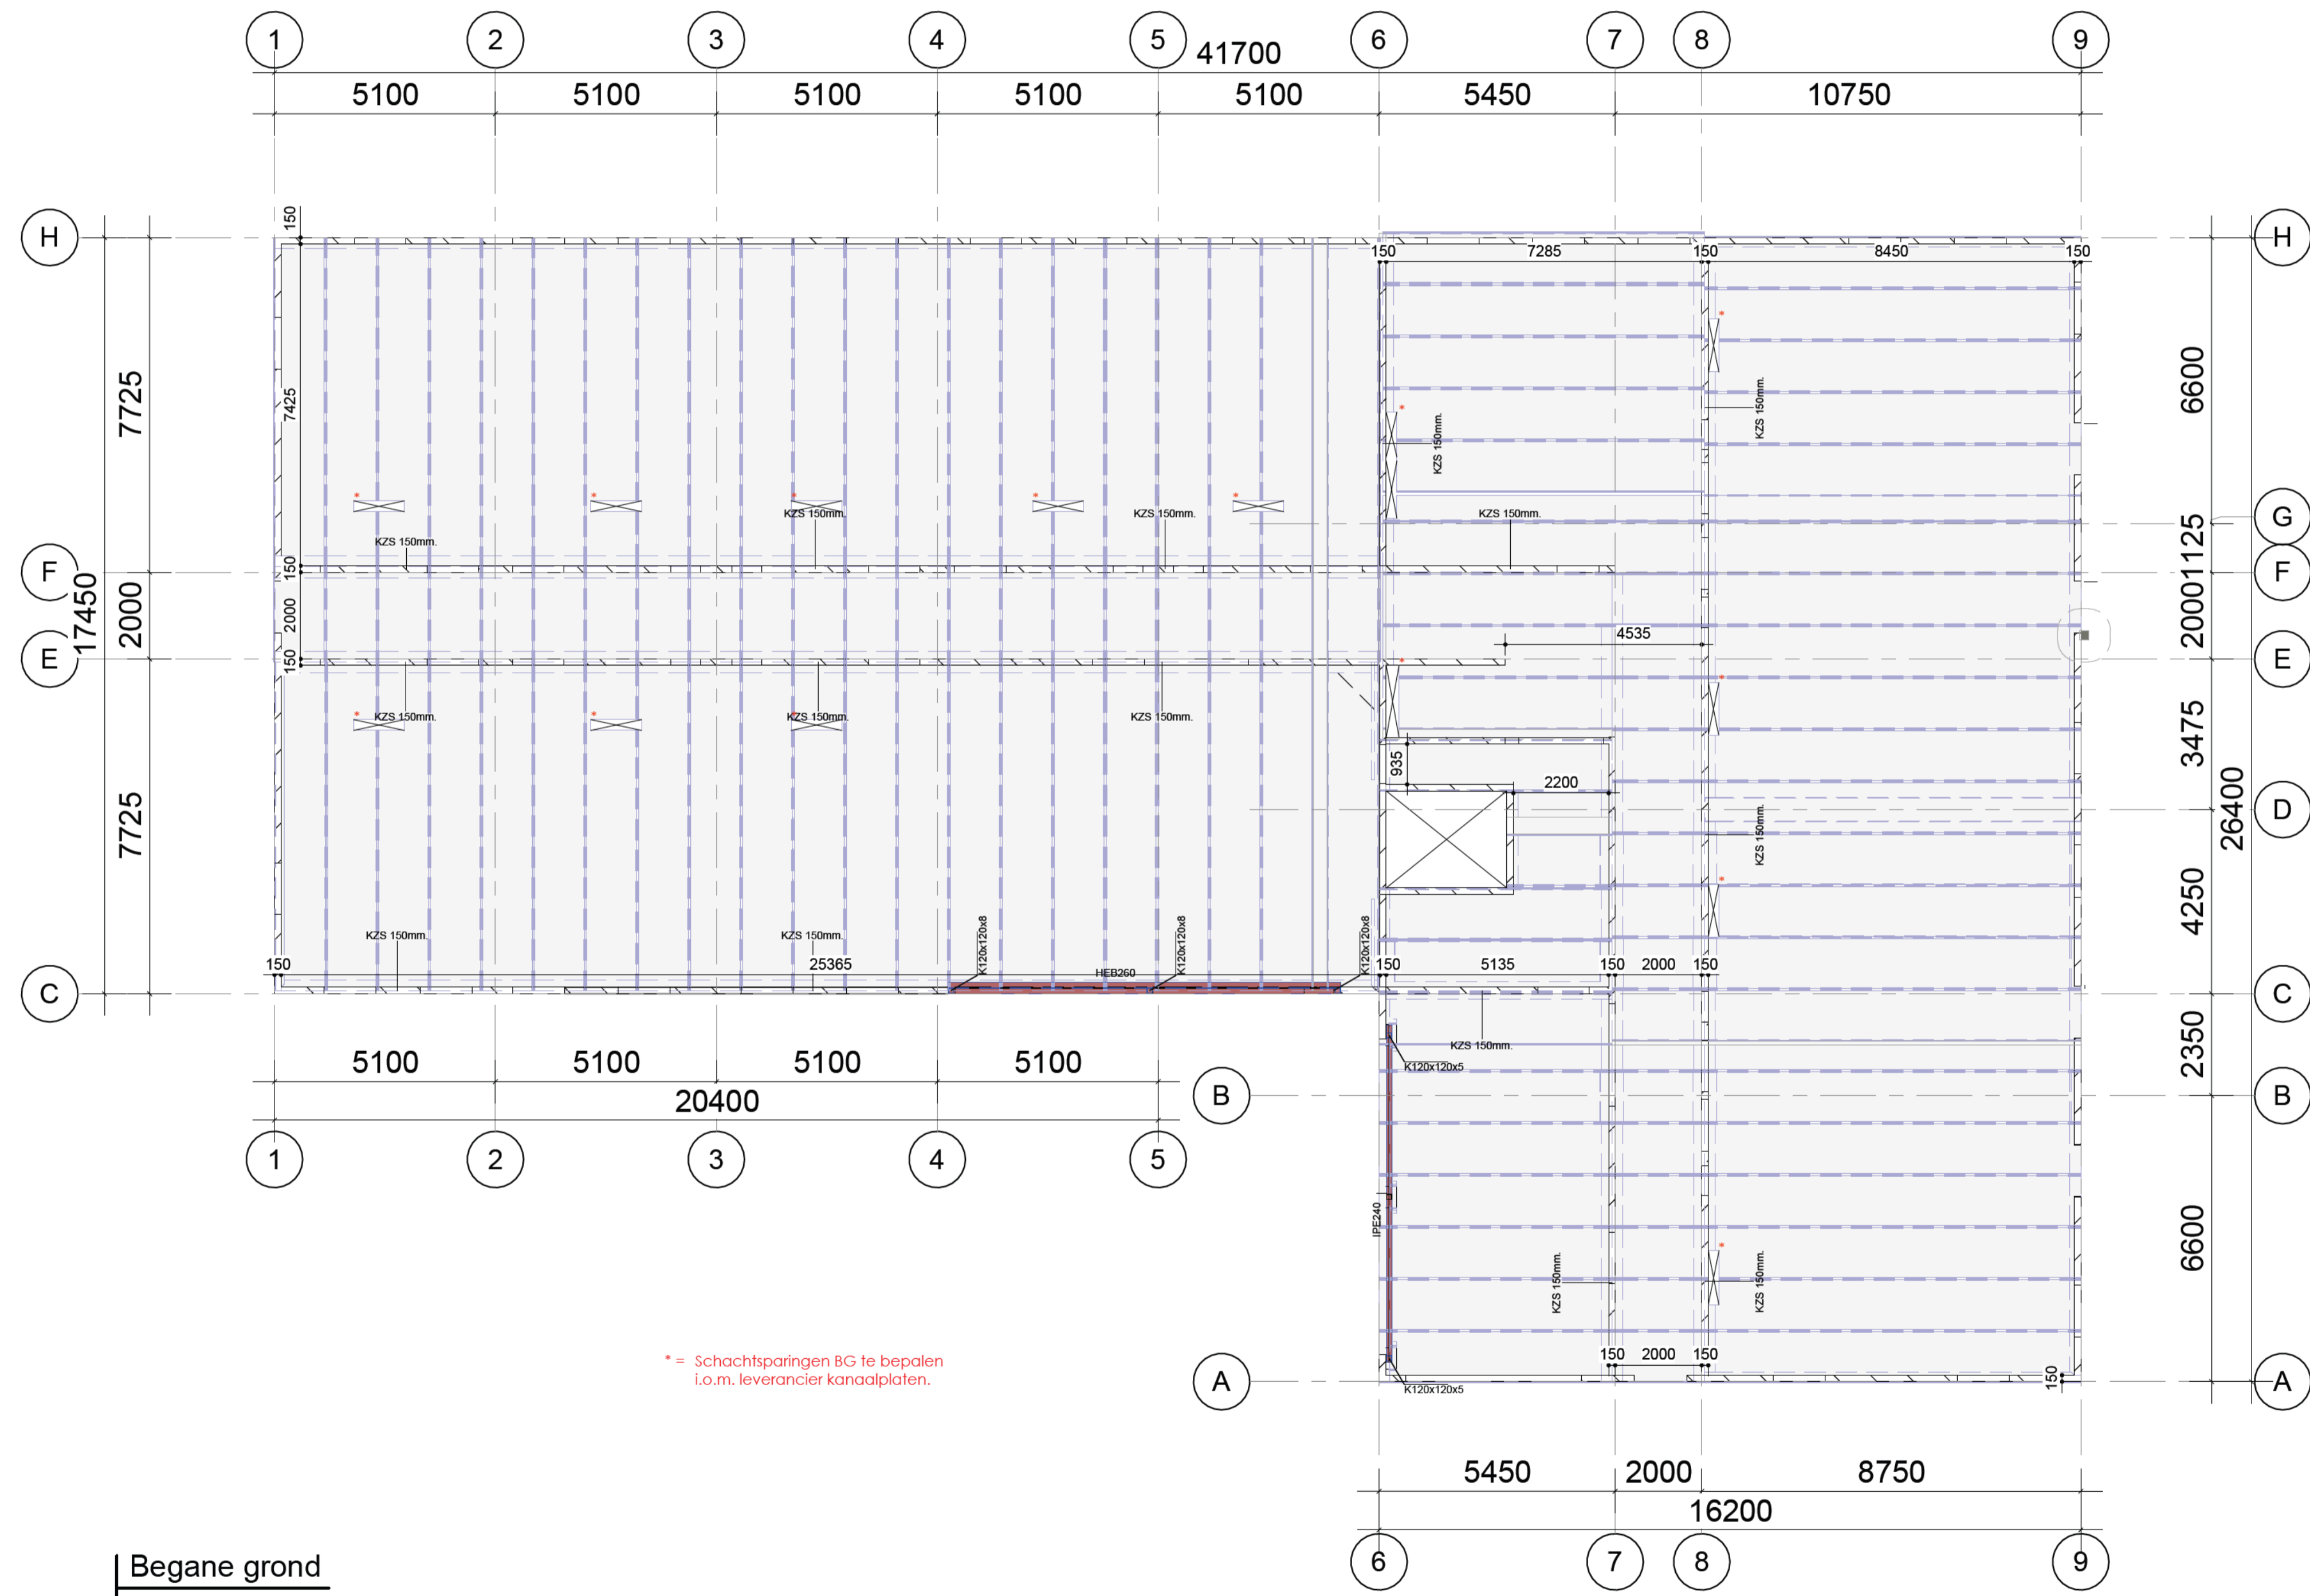 1 2 3 4 5 6 7 8 9
41700
5100 5100 5100 5100 5100 5450 10750
H
H
150
150 7285 150 8450 150
7725
7425
KZS 150mm.
KZS 150mm.
6600
* * * * * * *
KZS 150mm. KZS 150mm. KZS 150mm.
KZS 150mm.
G
1125
F
F
150
17450
2000
2000
2000
4535
E
E
150
* * * * *
KZS 150mm. KZS 150mm. KZS 150mm.
3475
935
2200
26400
D
7725
KZS 150mm.
*
4250
KZS 150mm. KZS 150mm.
K120x120x8 K120x120x8 K120x120x8
150 25365 150 5135 150 2000 150
HEB260
C
C
KZS 150mm.
K120x120x5
2350
5100 5100 5100 5100
20400
B
B
1 2 3 4 5
IPE240
*
KZS 150mm. KZS 150mm.
6600
* = Schachtsparingen BG te bepalen
i.o.m. leverancier kanaalplaten.
150 2000 150
150
A
A
K120x120x5
5450 2000 8750
16200
6 7 8 9
Begane grond